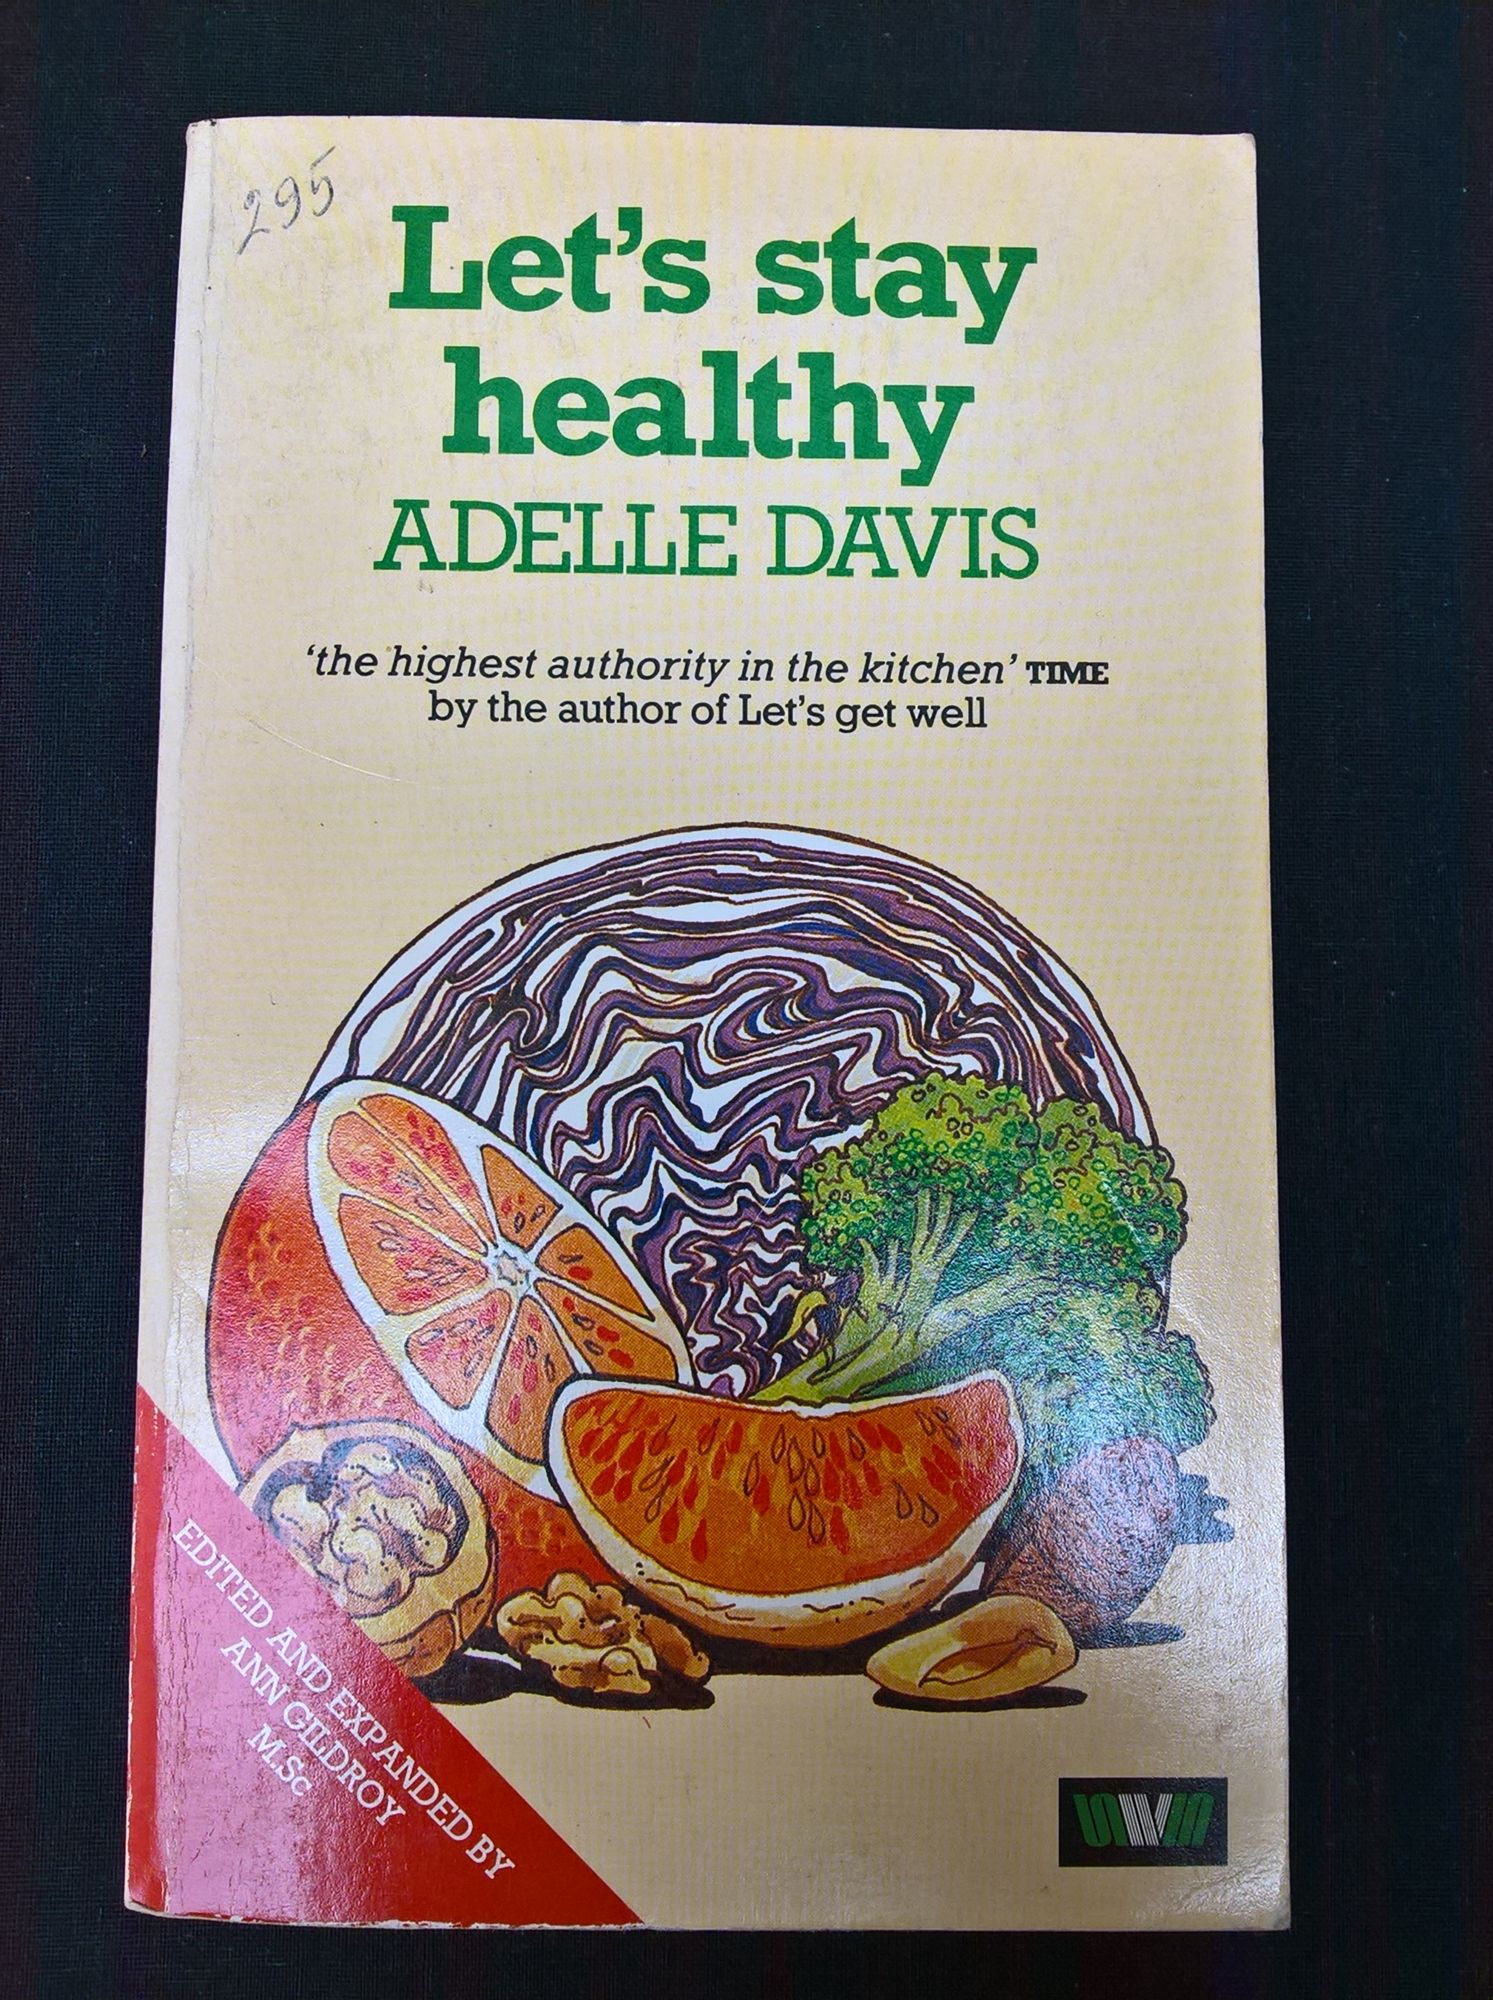 295
Let's stay
healthy
ADELLE DAVIS
'the highest authority in the kitchen' TIME
by the author of Let's get well
EDITED AND EXPANDED BY
ANN GILDROY
M.Sc